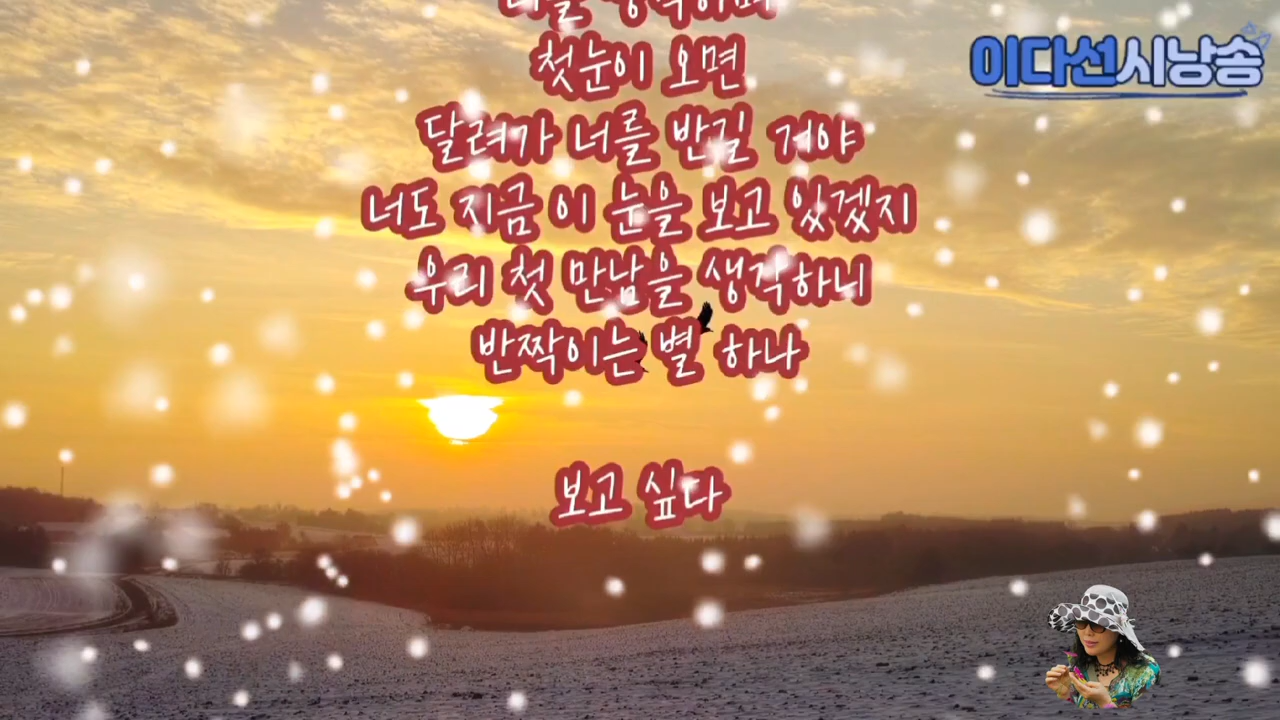 첫눈이 오면
이다선시낭송
달려가 너를 반길 거야
너도 지금 이 눈을 보고 있겠지
우리 첫 만남을 생각하니
반짝이는 별 하나
보고 싶다